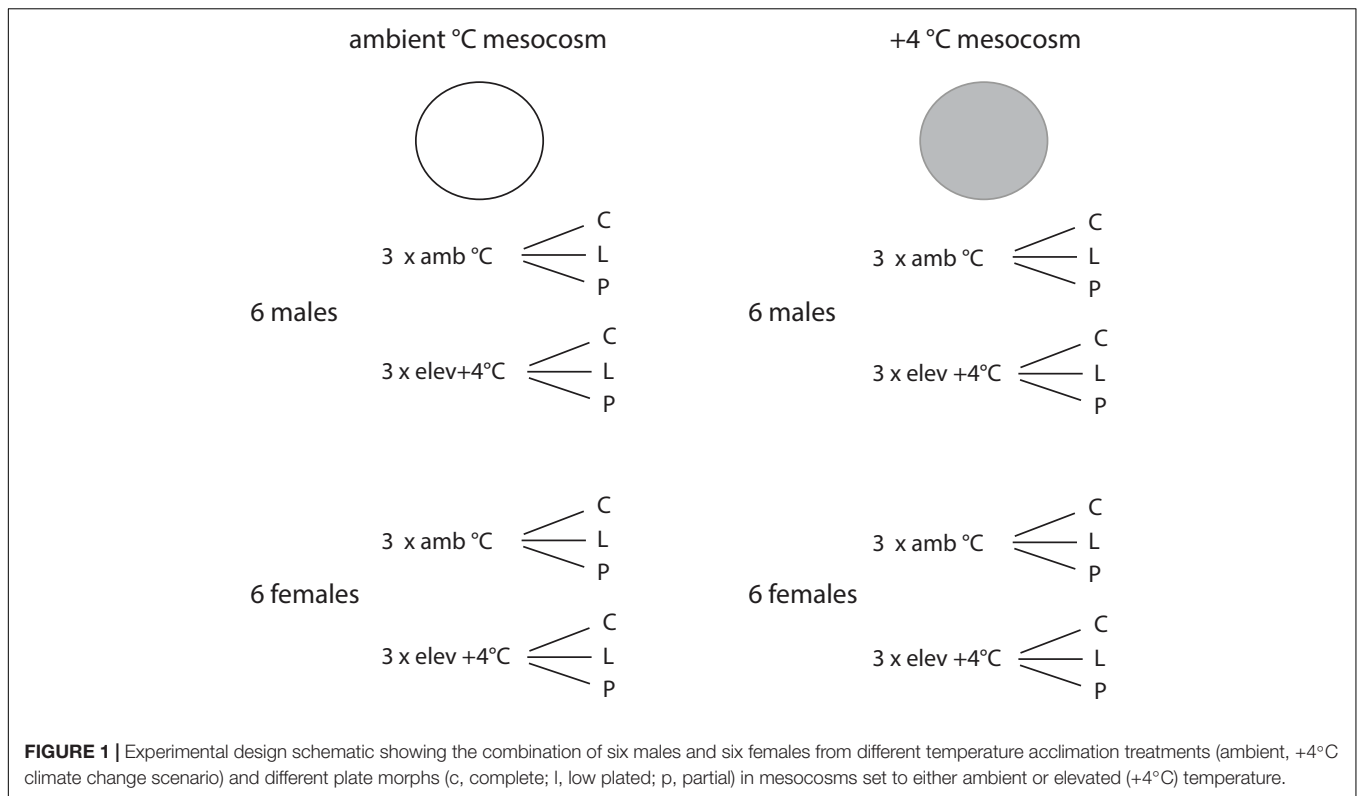 ambient °C mesocosm
+4 °C mesocosm
C
3 x amb °C
L
P
6 males
C
3 x elev+4°C
L
P
C
3 x amb °C
L
P
6 males
C
3 x elev +4°C
L
P
C
3 x amb °C
L
P
6 females
C
3 x elev +4°C
L
P
C
3 x amb °C
L
P
6 females
C
3 x elev +4°C
L
P
FIGURE 1 | Experimental design schematic showing the combination of six males and six females from different temperature acclimation treatments (ambient, +4°C
climate change scenario) and different plate morphs (c, complete; l, low plated; p, partial) in mesocosms set to either ambient or elevated (+4°C) temperature.